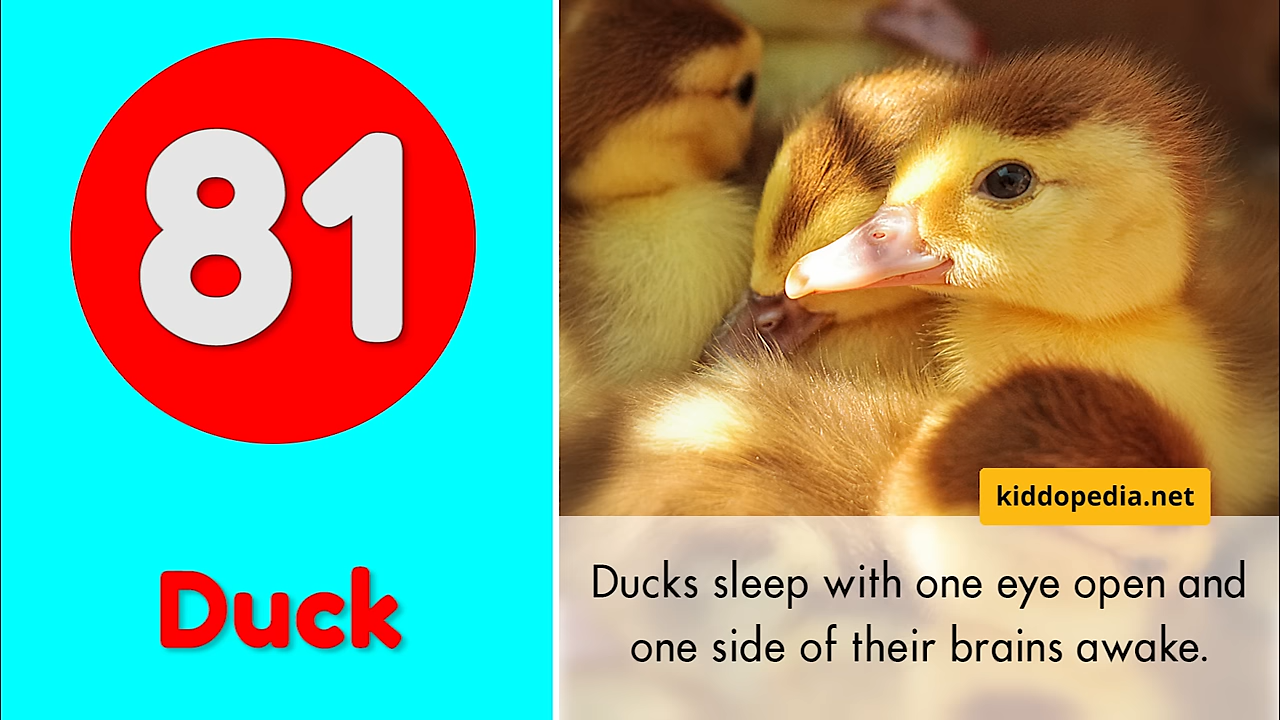 81
Duck
kiddopedia.net
Ducks sleep with one eye open and
one side of their brains awake.